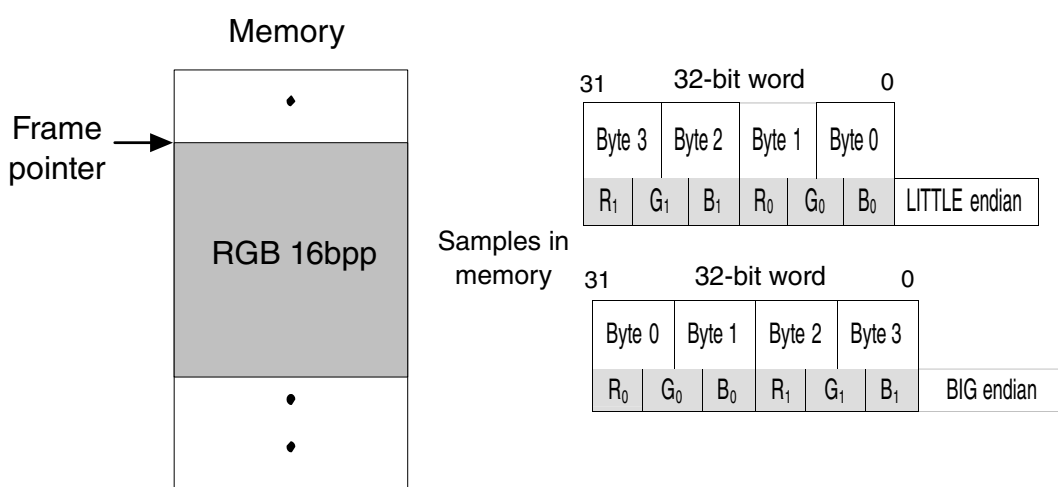 Memory
Frame
pointer
RGB 16bpp
Samples in
memory
31 32-bit word 0
Byte 3 Byte 2 Byte 1 Byte 0
R₁ G₁ B₁ R₀ G₀ B₀ LITTLE endian
31 32-bit word 0
Byte 0 Byte 1 Byte 2 Byte 3
R₀ G₀ B₀ R₁ G₁ B₁ BIG endian